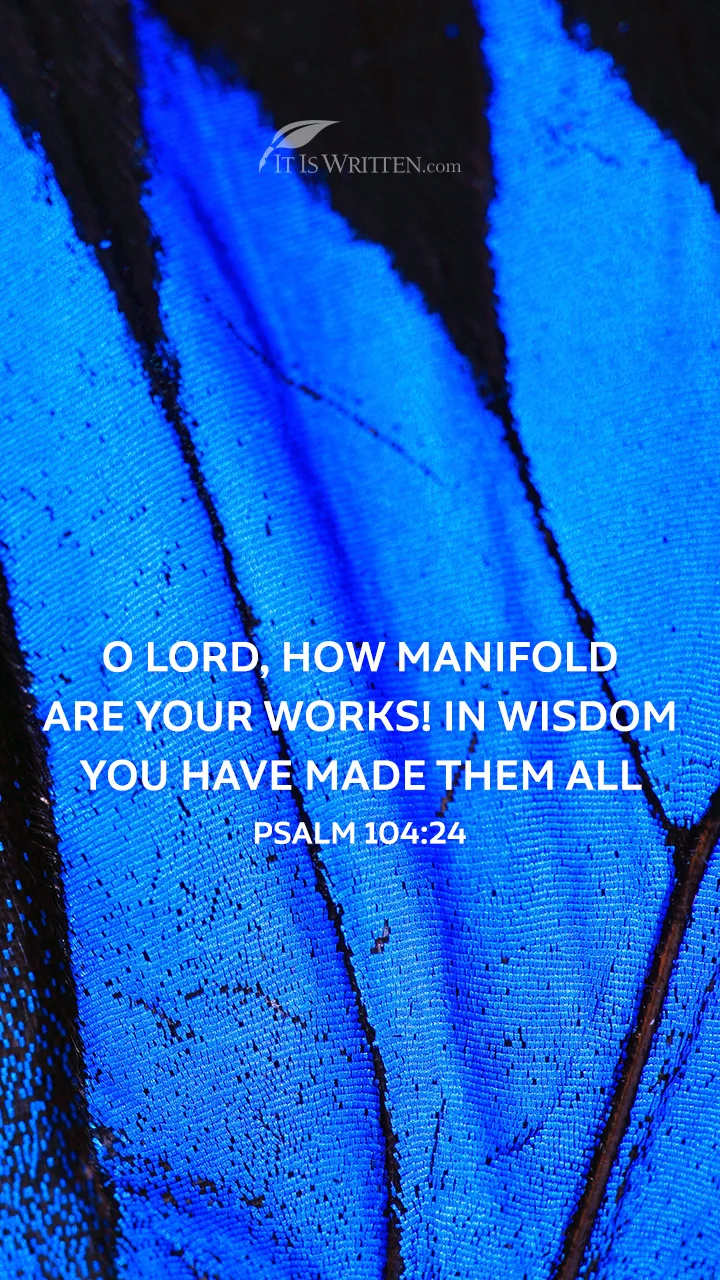 IT IS WRITTEN.com
O LORD, HOW MANIFOLD
ARE YOUR WORKS! IN WISDOM
YOU HAVE MADE THEM ALL
PSALM 104:24